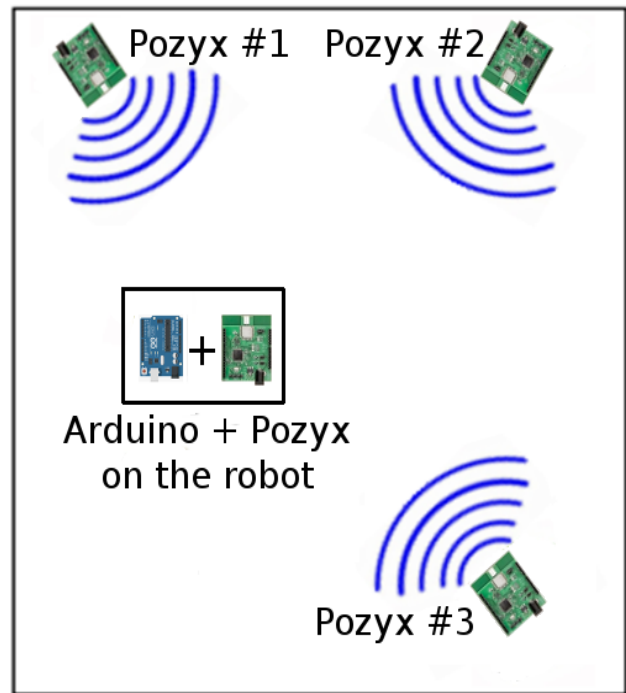 Pozyx #1
Pozyx #2
+
Arduino + Pozyx
on the robot
Pozyx #3